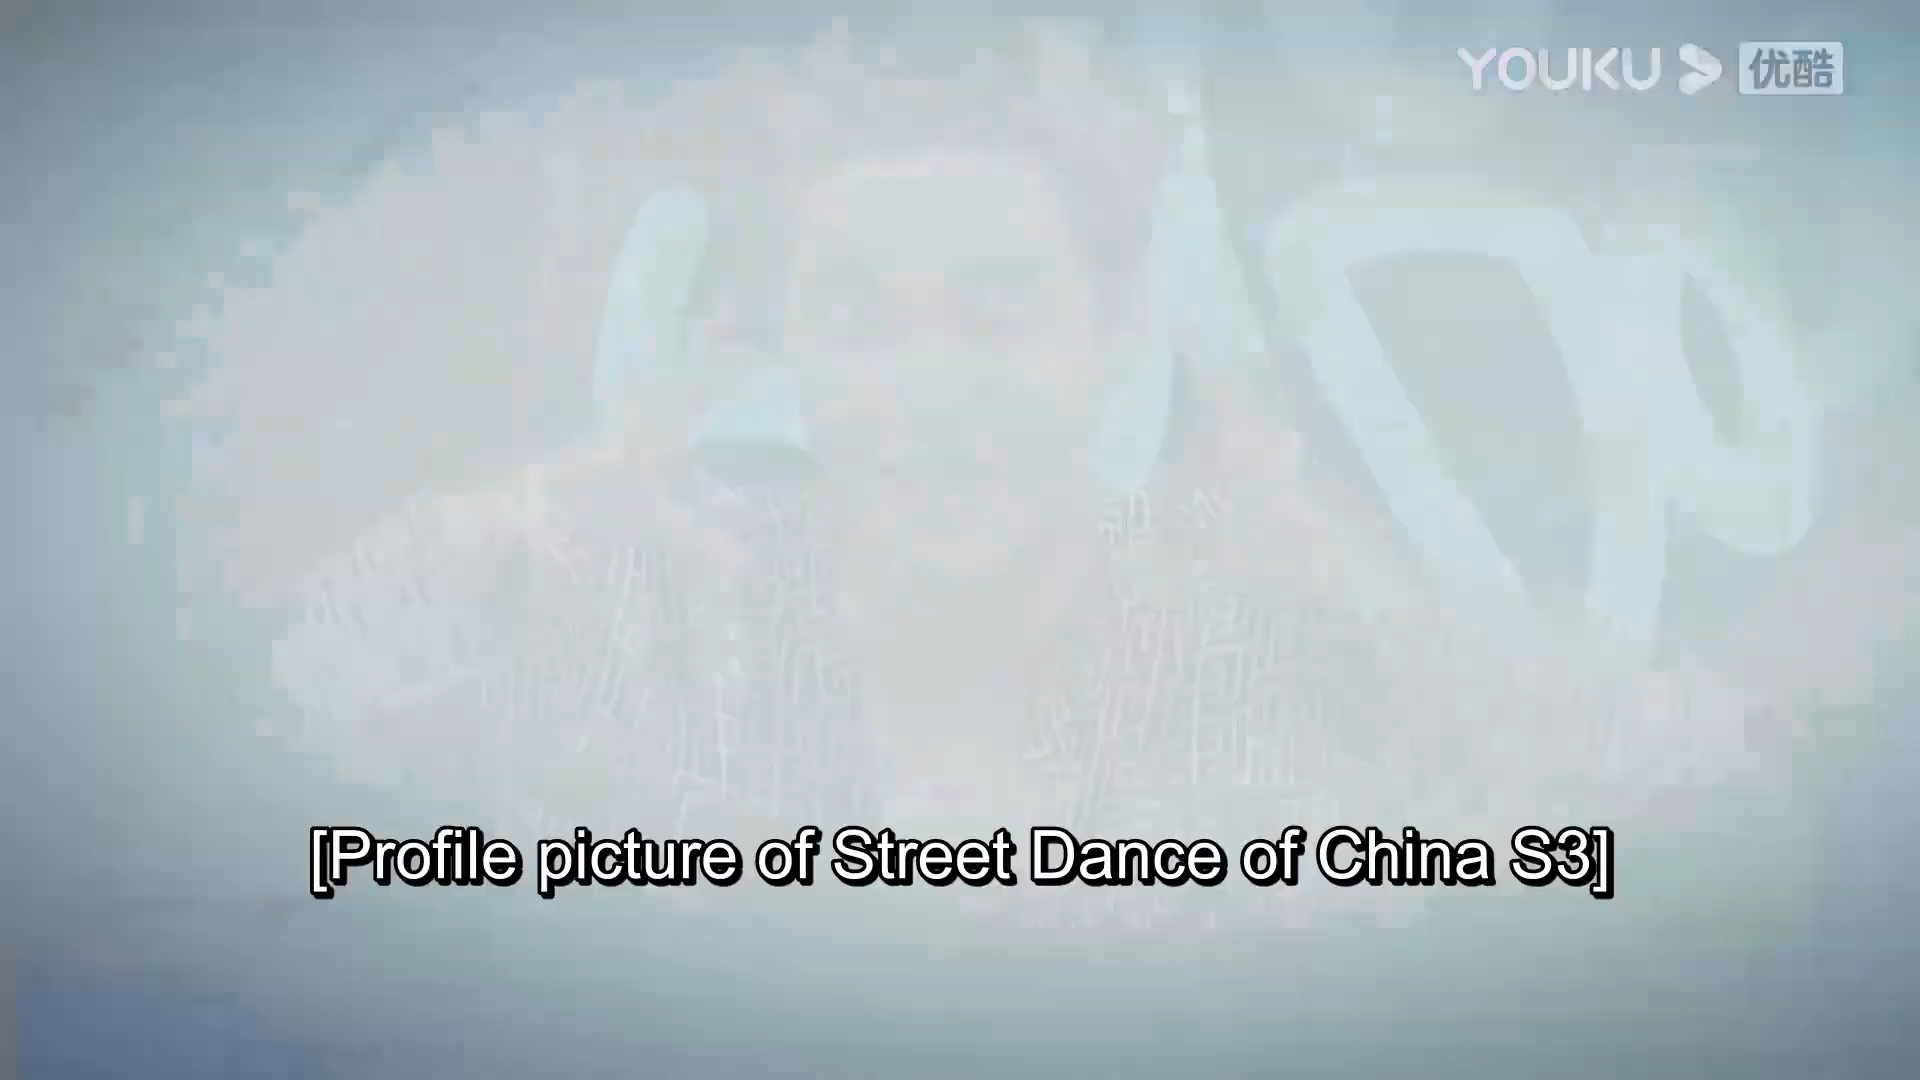 YOUKU 优酷
[Profile picture of Street Dance of China S3]